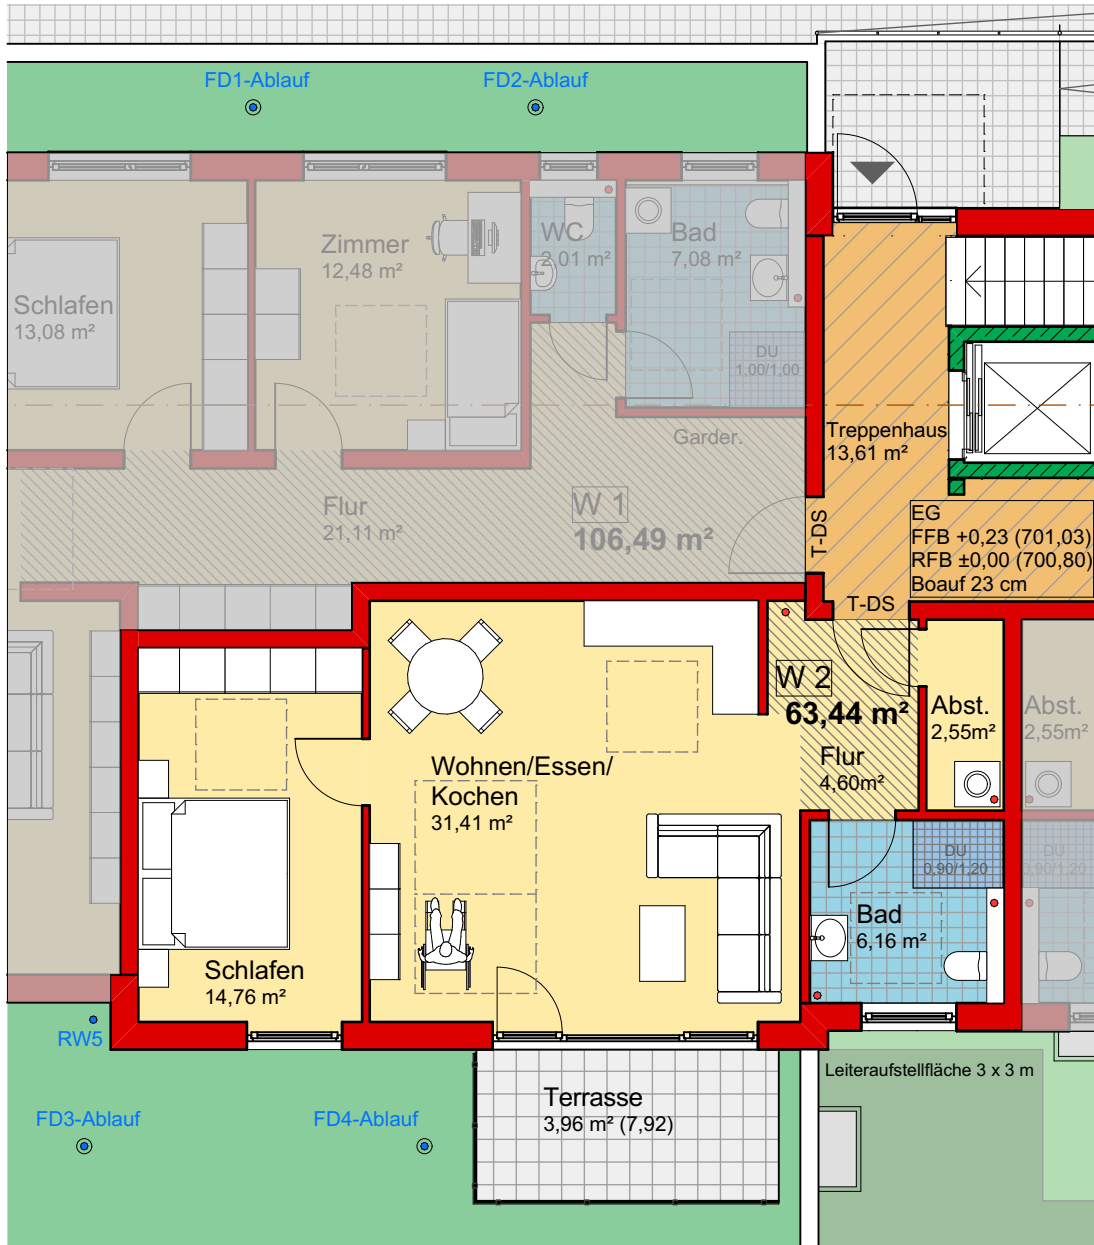 FD1-Ablauf
FD2-Ablauf
Schlafen
13,08 m²
Zimmer
12,48 m²
WC
2,01 m²
Bad
7,08 m²
DU
1,00/1,00
Garder.
Treppenhaus
13,61 m²
Flur
21,11 m²
W 1
106,49 m²
T-DS
EG
FFB +0,23 (701,03)
RFB ±0,00 (700,80)
Boauf 23 cm
T-DS
W 2
63,44 m²
Flur
4,60m²
Abst.
2,55m²
Abst.
2,55m²
Wohnen/Essen/
Kochen
31,41 m²
DU
0,90/1,20
DU
0,90/1,20
Bad
6,16 m²
Schlafen
14,76 m²
RW5
Leiteraufstellfläche 3 x 3 m
Terrasse
3,96 m² (7,92)
FD3-Ablauf
FD4-Ablauf